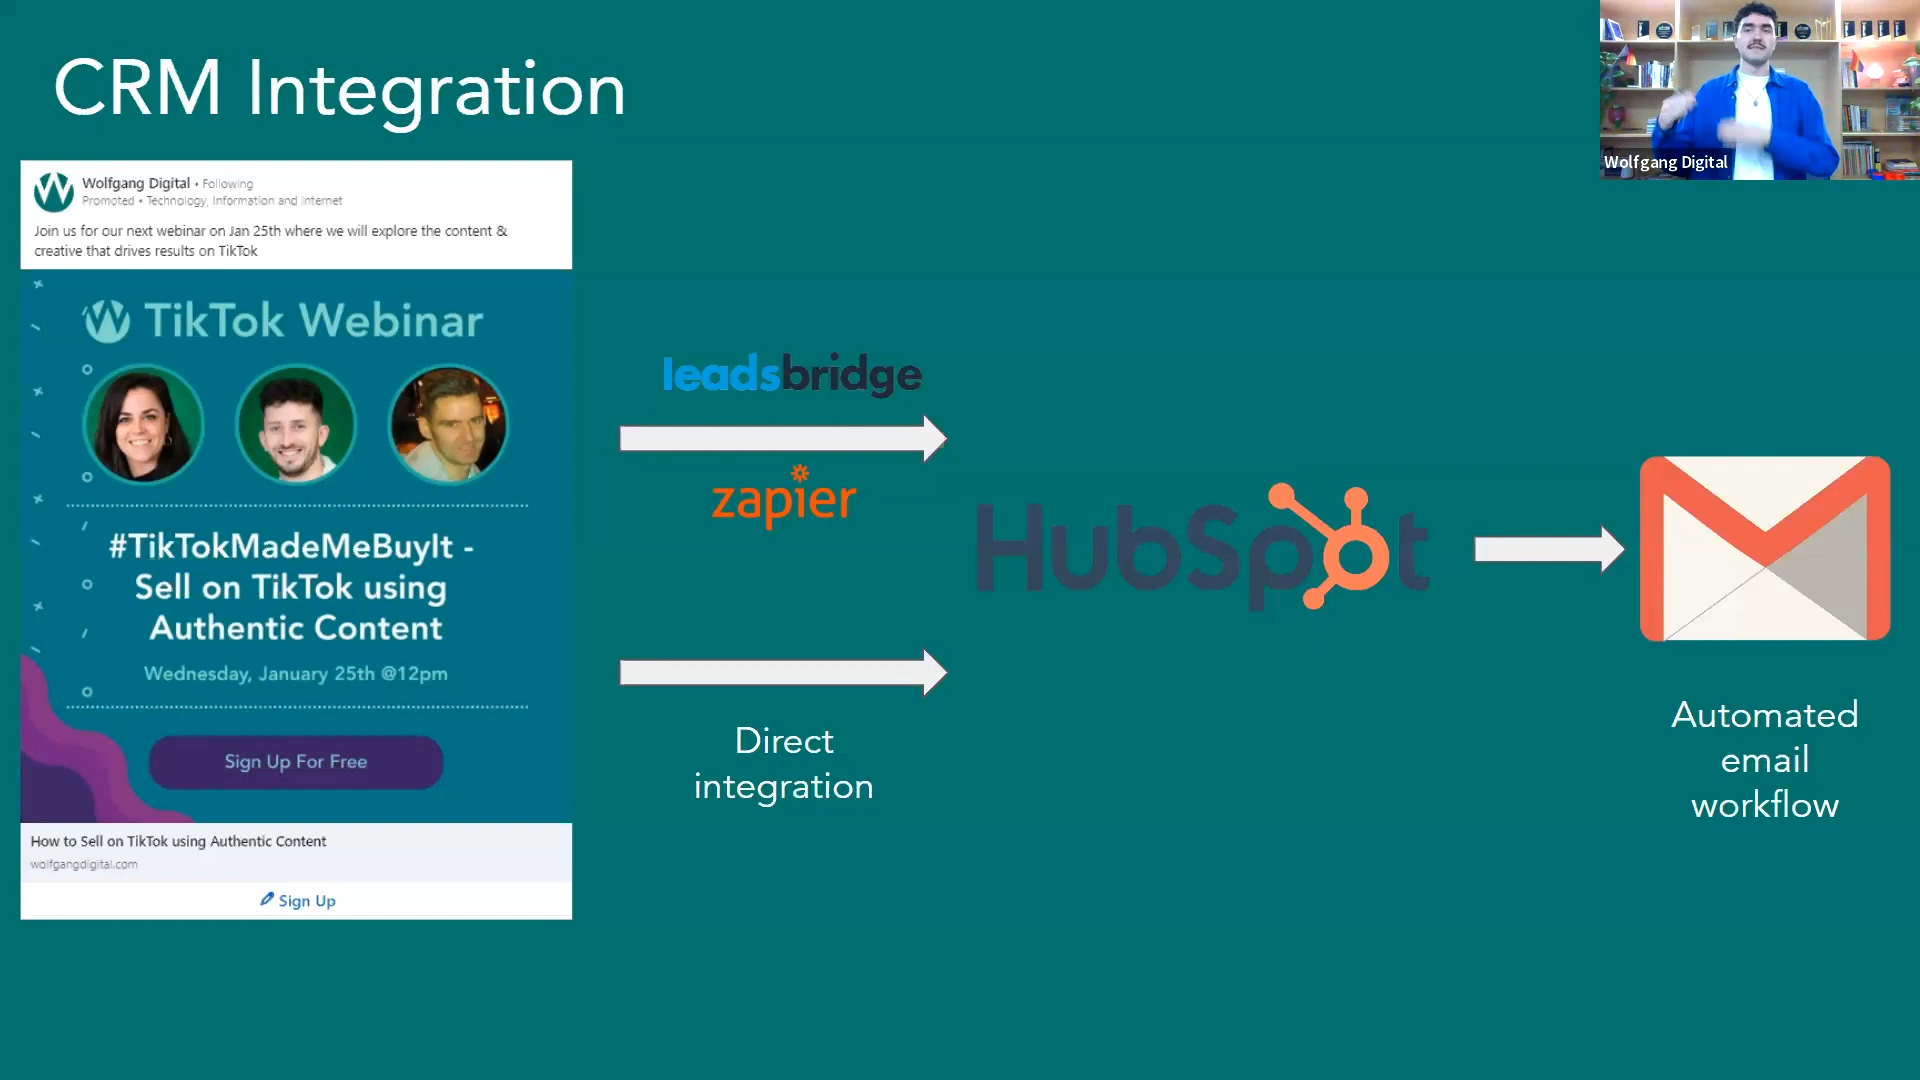 CRM Integration
Wolfgang Digital
Wolfgang Digital • Following
Promoted • Technology, Information and Internet
Join us for our next webinar on Jan 25th where we will explore the content &
creative that drives results on TikTok
TikTok Webinar
#TikTokMadeMeBuyIt -
Sell on TikTok using
Authentic Content
Wednesday, January 25th @12pm
Sign Up For Free
How to Sell on TikTok using Authentic Content
wolfgangdigital.com
Sign Up
leadsbridge
zapier
Direct
integration
HubSpot
Automated
email
workflow